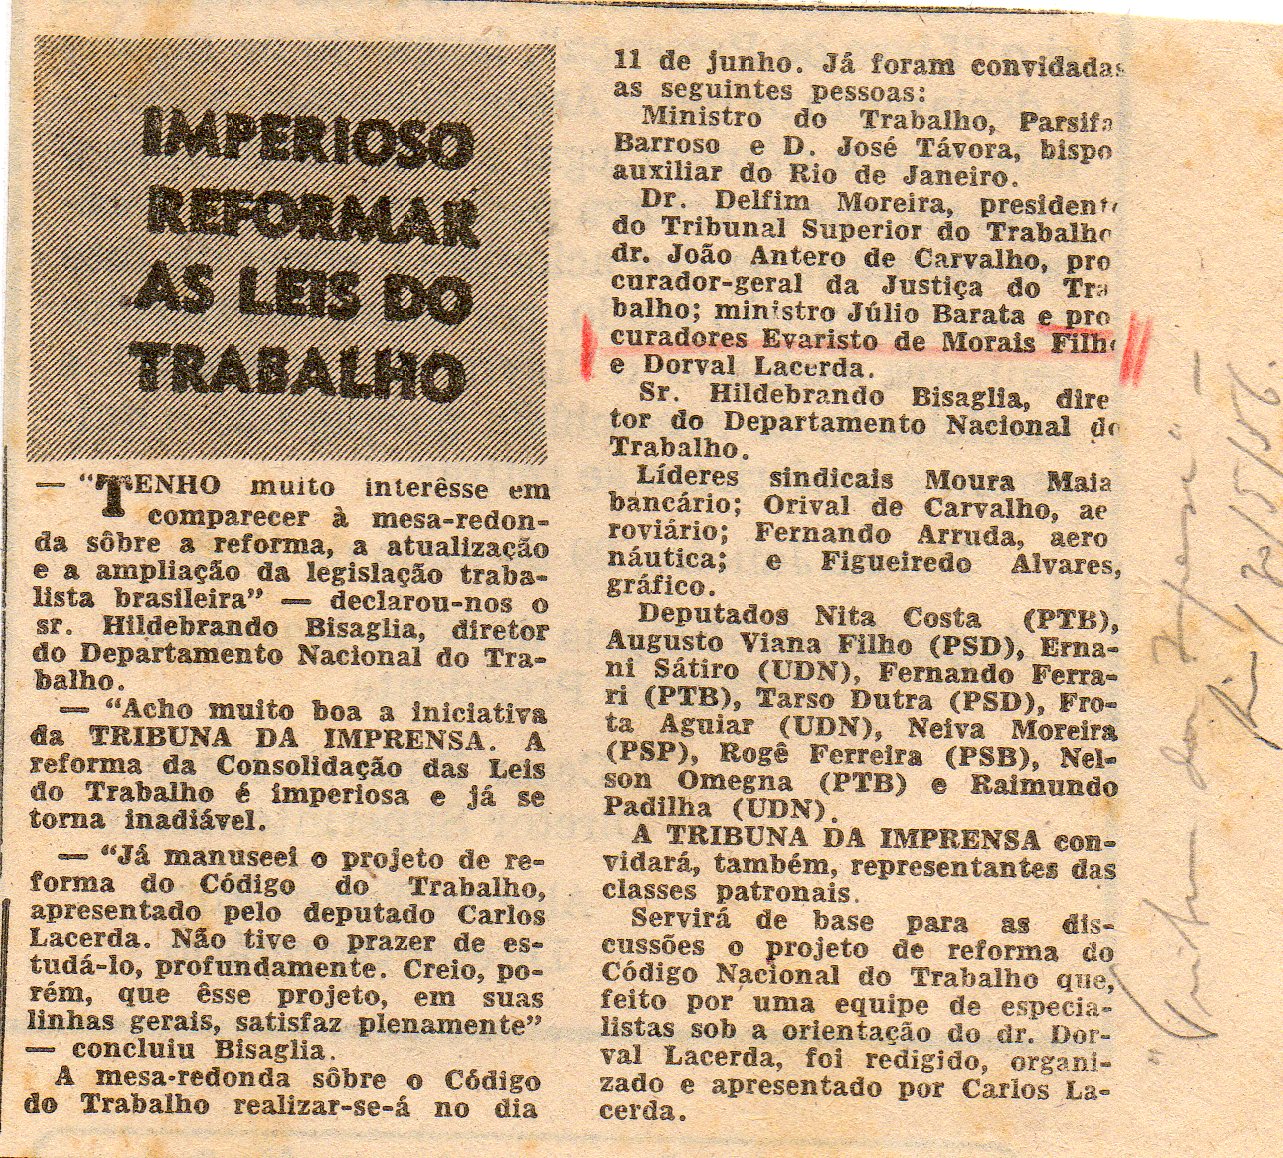 IMPERIOSO
REFORMAR
AS LEIS DO
TRABALHO
— "TENHO muito interêsse em
comparecer à mesa-redon-
da sôbre a reforma, a atualização
e a ampliação da legislação traba-
lista brasileira" — declarou-nos o
sr. Hildebrando Bisaglia, diretor
do Departamento Nacional do Tra-
balho.
— "Acho muito boa a iniciativa
da TRIBUNA DA IMPRENSA. A
reforma da Consolidação das Leis
do Trabalho é imperiosa e já se
torna inadiável.
— "Já manuseei o projeto de re-
forma do Código do Trabalho,
apresentado pelo deputado Carlos
Lacerda. Não tive o prazer de es-
tudá-lo, profundamente. Creio, po-
rém, que êsse projeto, em suas
linhas gerais, satisfaz plenamente"
— concluiu Bisaglia.
A mesa-redonda sôbre o Código
do Trabalho realizar-se-á no dia
11 de junho. Já foram convidadas
as seguintes pessoas:
Ministro do Trabalho, Parsifa
Barroso e D. José Távora, bispo
auxiliar do Rio de Janeiro.
Dr. Delfim Moreira, president
do Tribunal Superior do Trabalho
dr. João Antero de Carvalho, pro
curador-geral da Justiça do Tra
balho; ministro Júlio Barata e pro
curadores Evaristo de Morais Filho
e Dorval Lacerda.
Sr. Hildebrando Bisaglia, dire
tor do Departamento Nacional do
Trabalho.
Líderes sindicais Moura Maia
bancário; Orival de Carvalho, ae
roviário; Fernando Arruda, aero
náutica; e Figueiredo Alvares,
gráfico.
Deputados Nita Costa (PTB),
Augusto Viana Filho (PSD), Erna-
ni Sátiro (UDN), Fernando Ferra-
ri (PTB), Tarso Dutra (PSD), Fro-
ta Aguiar (UDN), Neiva Moreira
(PSP), Rogê Ferreira (PSB), Nel-
son Omegna (PTB) e Raimundo
Padilha (UDN).
A TRIBUNA DA IMPRENSA con-
vidará, também, representantes das
classes patronais.
Servirá de base para as dis-
cussões o projeto de reforma do
Código Nacional do Trabalho que,
feito por uma equipe de especia-
listas sob a orientação do dr. Dor-
val Lacerda, foi redigido, organi-
zado e apresentado por Carlos La-
cerda.